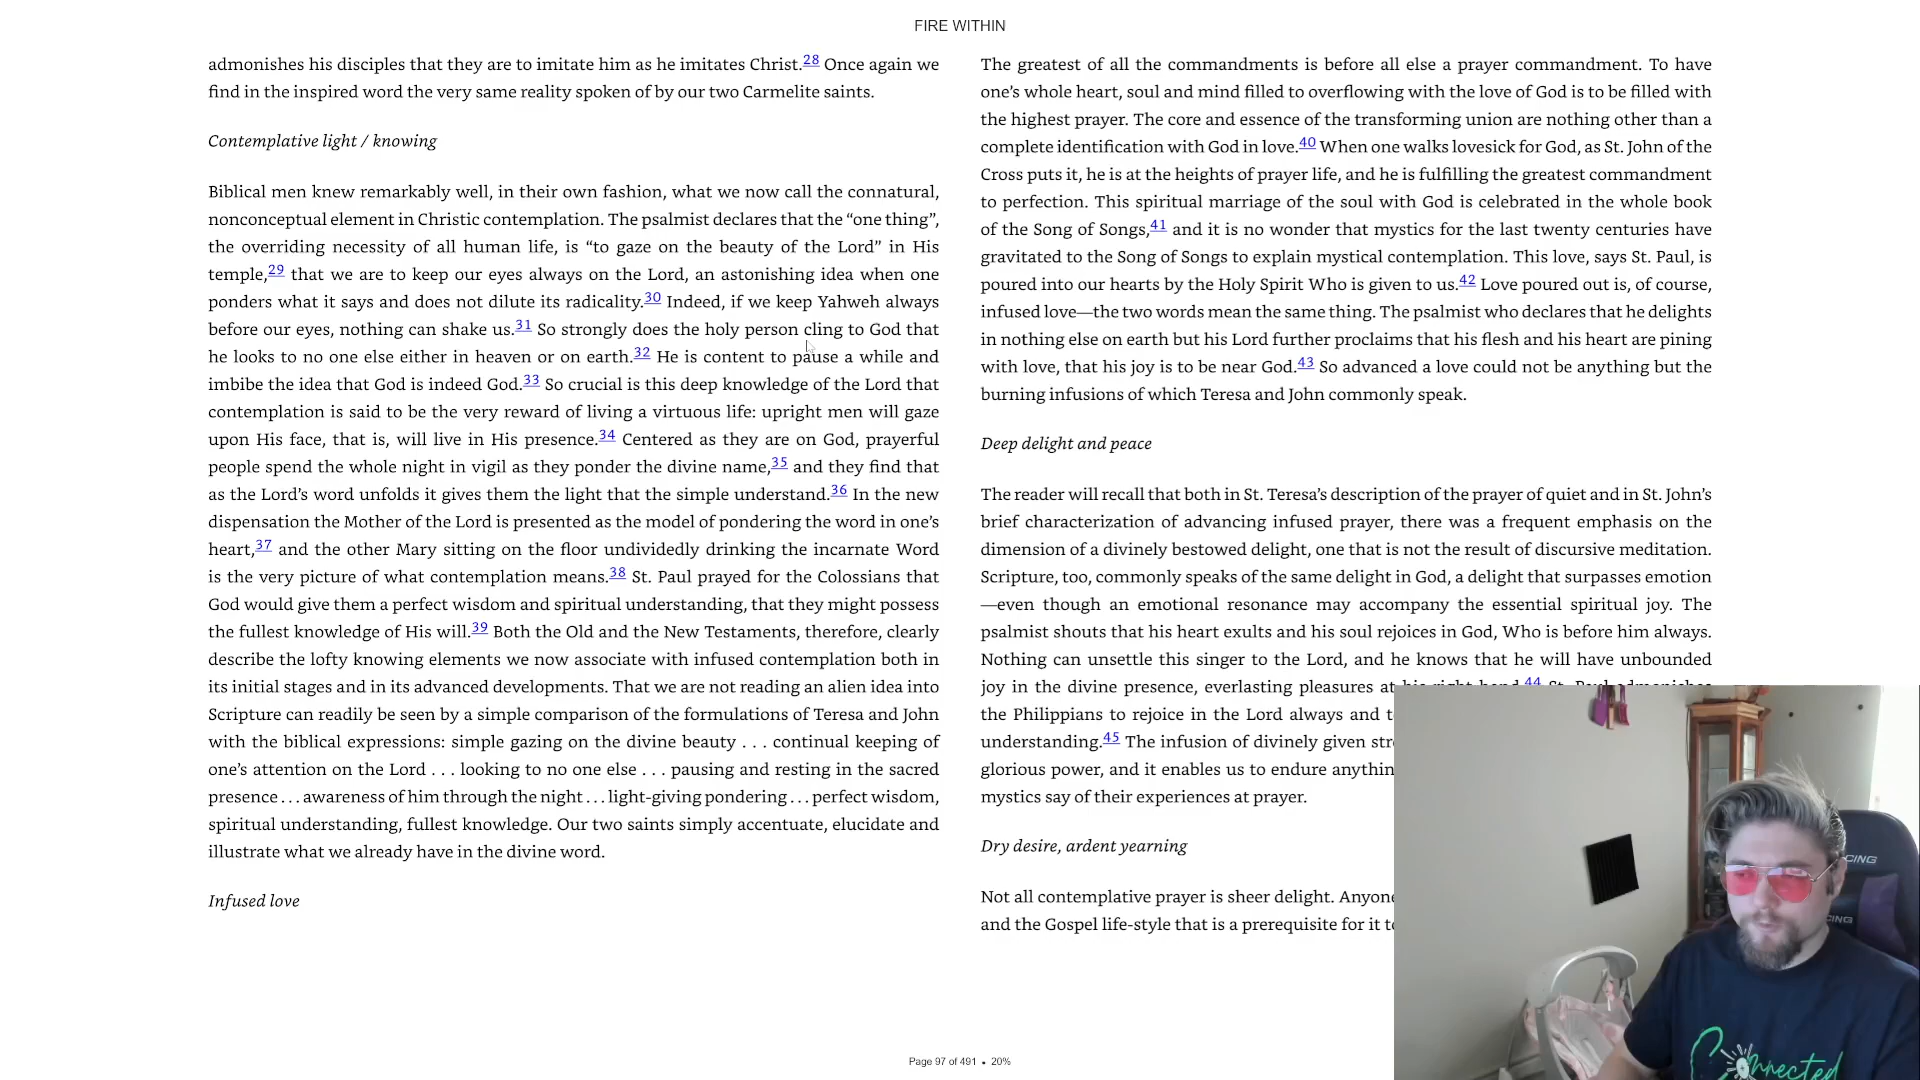 FIRE WITHIN
admonishes his disciples that they are to imitate him as he imitates Christ.28 Once again we
find in the inspired word the very same reality spoken of by our two Carmelite saints.
Contemplative light / knowing
Biblical men knew remarkably well, in their own fashion, what we now call the connatural,
nonconceptual element in Christic contemplation. The psalmist declares that the “one thing”,
the overriding necessity of all human life, is “to gaze on the beauty of the Lord” in His
temple,29 that we are to keep our eyes always on the Lord, an astonishing idea when one
ponders what it says and does not dilute its radicality.30 Indeed, if we keep Yahweh always
before our eyes, nothing can shake us.31 So strongly does the holy person cling to God that
he looks to no one else either in heaven or on earth.32 He is content to pause a while and
imbibe the idea that God is indeed God.33 So crucial is this deep knowledge of the Lord that
contemplation is said to be the very reward of living a virtuous life: upright men will gaze
upon His face, that is, will live in His presence.34 Centered as they are on God, prayerful
people spend the whole night in vigil as they ponder the divine name,35 and they find that
as the Lord’s word unfolds it gives them the light that the simple understand.36 In the new
dispensation the Mother of the Lord is presented as the model of pondering the word in one’s
heart,37 and the other Mary sitting on the floor undividedly drinking the incarnate Word
is the very picture of what contemplation means.38 St. Paul prayed for the Colossians that
God would give them a perfect wisdom and spiritual understanding, that they might possess
the fullest knowledge of His will.39 Both the Old and the New Testaments, therefore, clearly
describe the lofty knowing elements we now associate with infused contemplation both in
its initial stages and in its advanced developments. That we are not reading an alien idea into
Scripture can readily be seen by a simple comparison of the formulations of Teresa and John
with the biblical expressions: simple gazing on the divine beauty . . . continual keeping of
one’s attention on the Lord . . . looking to no one else . . . pausing and resting in the sacred
presence . . . awareness of him through the night . . . light-giving pondering . . . perfect wisdom,
spiritual understanding, fullest knowledge. Our two saints simply accentuate, elucidate and
illustrate what we already have in the divine word.
Infused love
The greatest of all the commandments is before all else a prayer commandment. To have
one’s whole heart, soul and mind filled to overflowing with the love of God is to be filled with
the highest prayer. The core and essence of the transforming union are nothing other than a
complete identification with God in love.40 When one walks lovesick for God, as St. John of the
Cross puts it, he is at the heights of prayer life, and he is fulfilling the greatest commandment
to perfection. This spiritual marriage of the soul with God is celebrated in the whole book
of the Song of Songs,41 and it is no wonder that mystics for the last twenty centuries have
gravitated to the Song of Songs to explain mystical contemplation. This love, says St. Paul, is
poured into our hearts by the Holy Spirit Who is given to us.42 Love poured out is, of course,
infused love—the two words mean the same thing. The psalmist who declares that he delights
in nothing else on earth but his Lord further proclaims that his flesh and his heart are pining
with love, that his joy is to be near God.43 So advanced a love could not be anything but the
burning infusions of which Teresa and John commonly speak.
Deep delight and peace
The reader will recall that both in St. Teresa’s description of the prayer of quiet and in St. John’s
brief characterization of advancing infused prayer, there was a frequent emphasis on the
dimension of a divinely bestowed delight, one that is not the result of discursive meditation.
Scripture, too, commonly speaks of the same delight in God, a delight that surpasses emotion
—even though an emotional resonance may accompany the essential spiritual joy. The
psalmist shouts that his heart exults and his soul rejoices in God, Who is before him always.
Nothing can unsettle this singer to the Lord, and he knows that he will have unbounded
joy in the divine presence, everlasting pleasures at his right hand.44 St. Paul admonishes
the Philippians to rejoice in the Lord always and
understanding.45 The infusion of divinely given
glorious power, and it enables us to endure
mystics say of their experiences at prayer.
Dry desire, ardent yearning
Not all contemplative prayer is sheer delight. Anyone
and the Gospel life-style that is a prerequisite for it
Page 97 of 491 • 20%
CING
CING
Connected